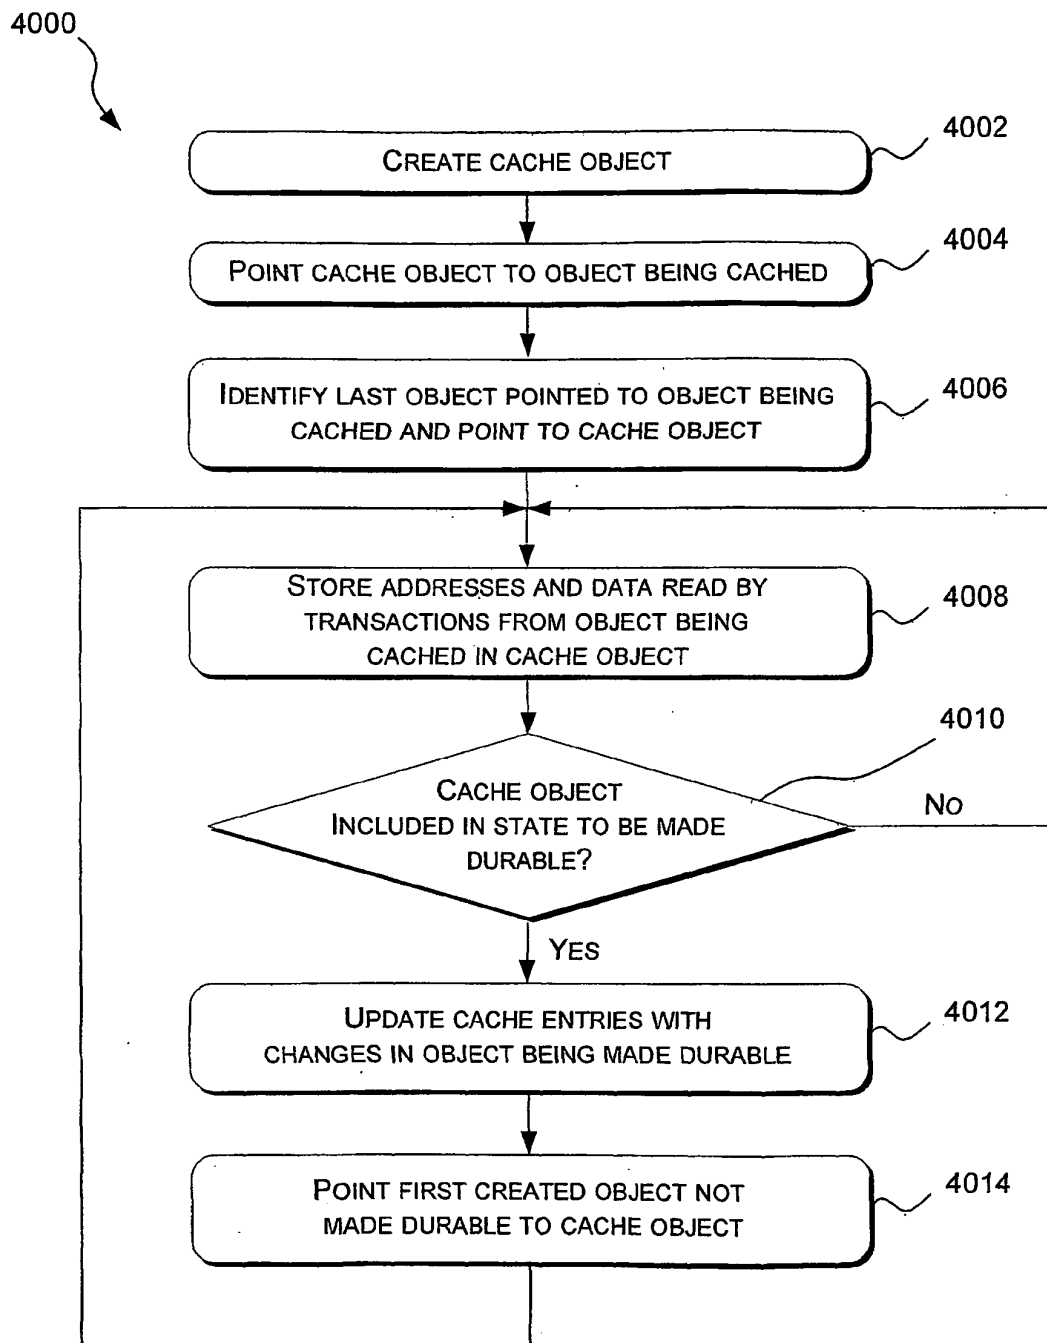 4000
4002
CREATE CACHE OBJECT
4004
POINT CACHE OBJECT TO OBJECT BEING CACHED
4006
IDENTIFY LAST OBJECT POINTED TO OBJECT BEING
CACHED AND POINT TO CACHE OBJECT
4008
STORE ADDRESSES AND DATA READ BY
TRANSACTIONS FROM OBJECT BEING
CACHED IN CACHE OBJECT
4010
CACHE OBJECT
INCLUDED IN STATE TO BE MADE
DURABLE?
NO
YES
4012
UPDATE CACHE ENTRIES WITH
CHANGES IN OBJECT BEING MADE DURABLE
4014
POINT FIRST CREATED OBJECT NOT
MADE DURABLE TO CACHE OBJECT